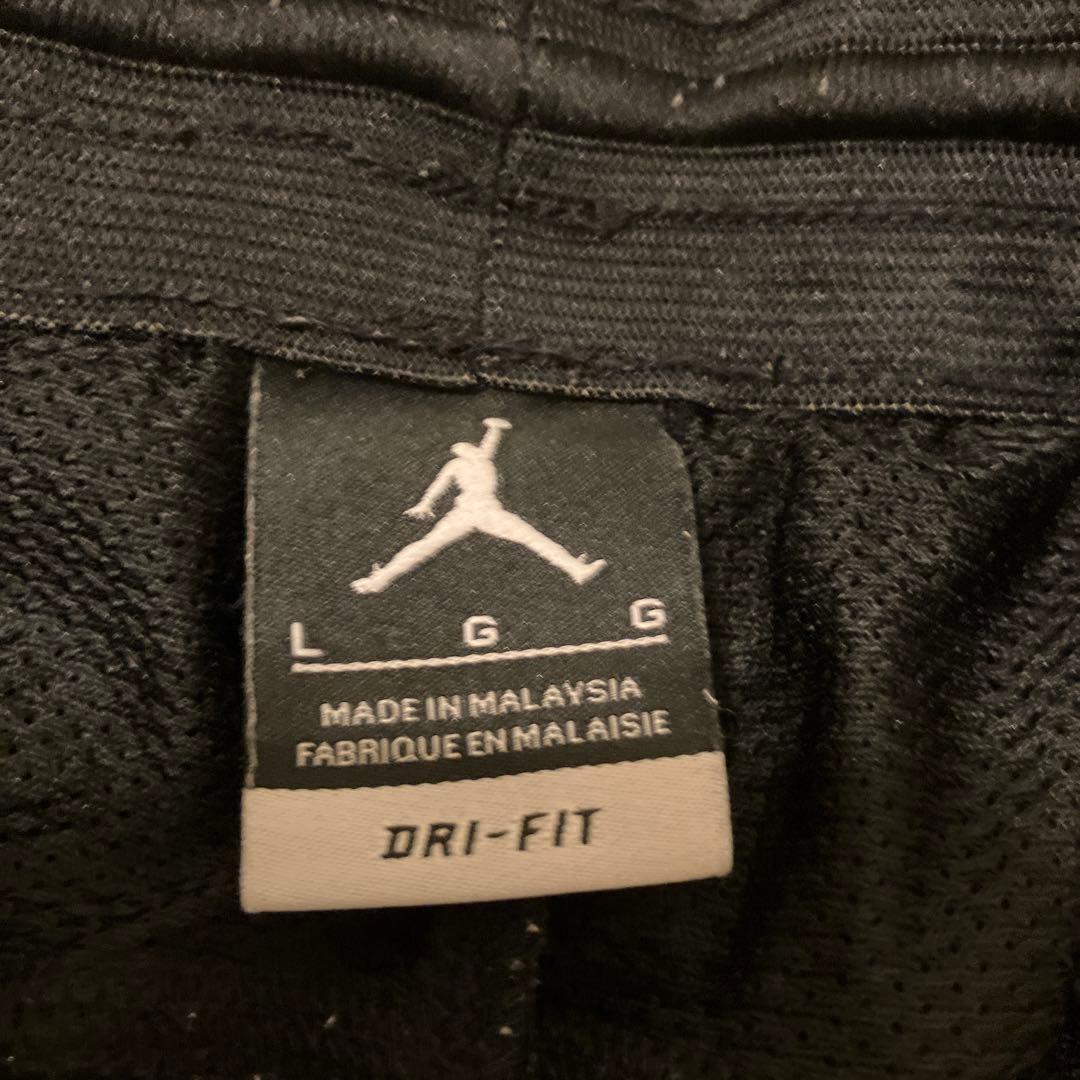 L G G
MADE IN MALAYSIA
FABRIQUE EN MALAISIE
DRI-FIT